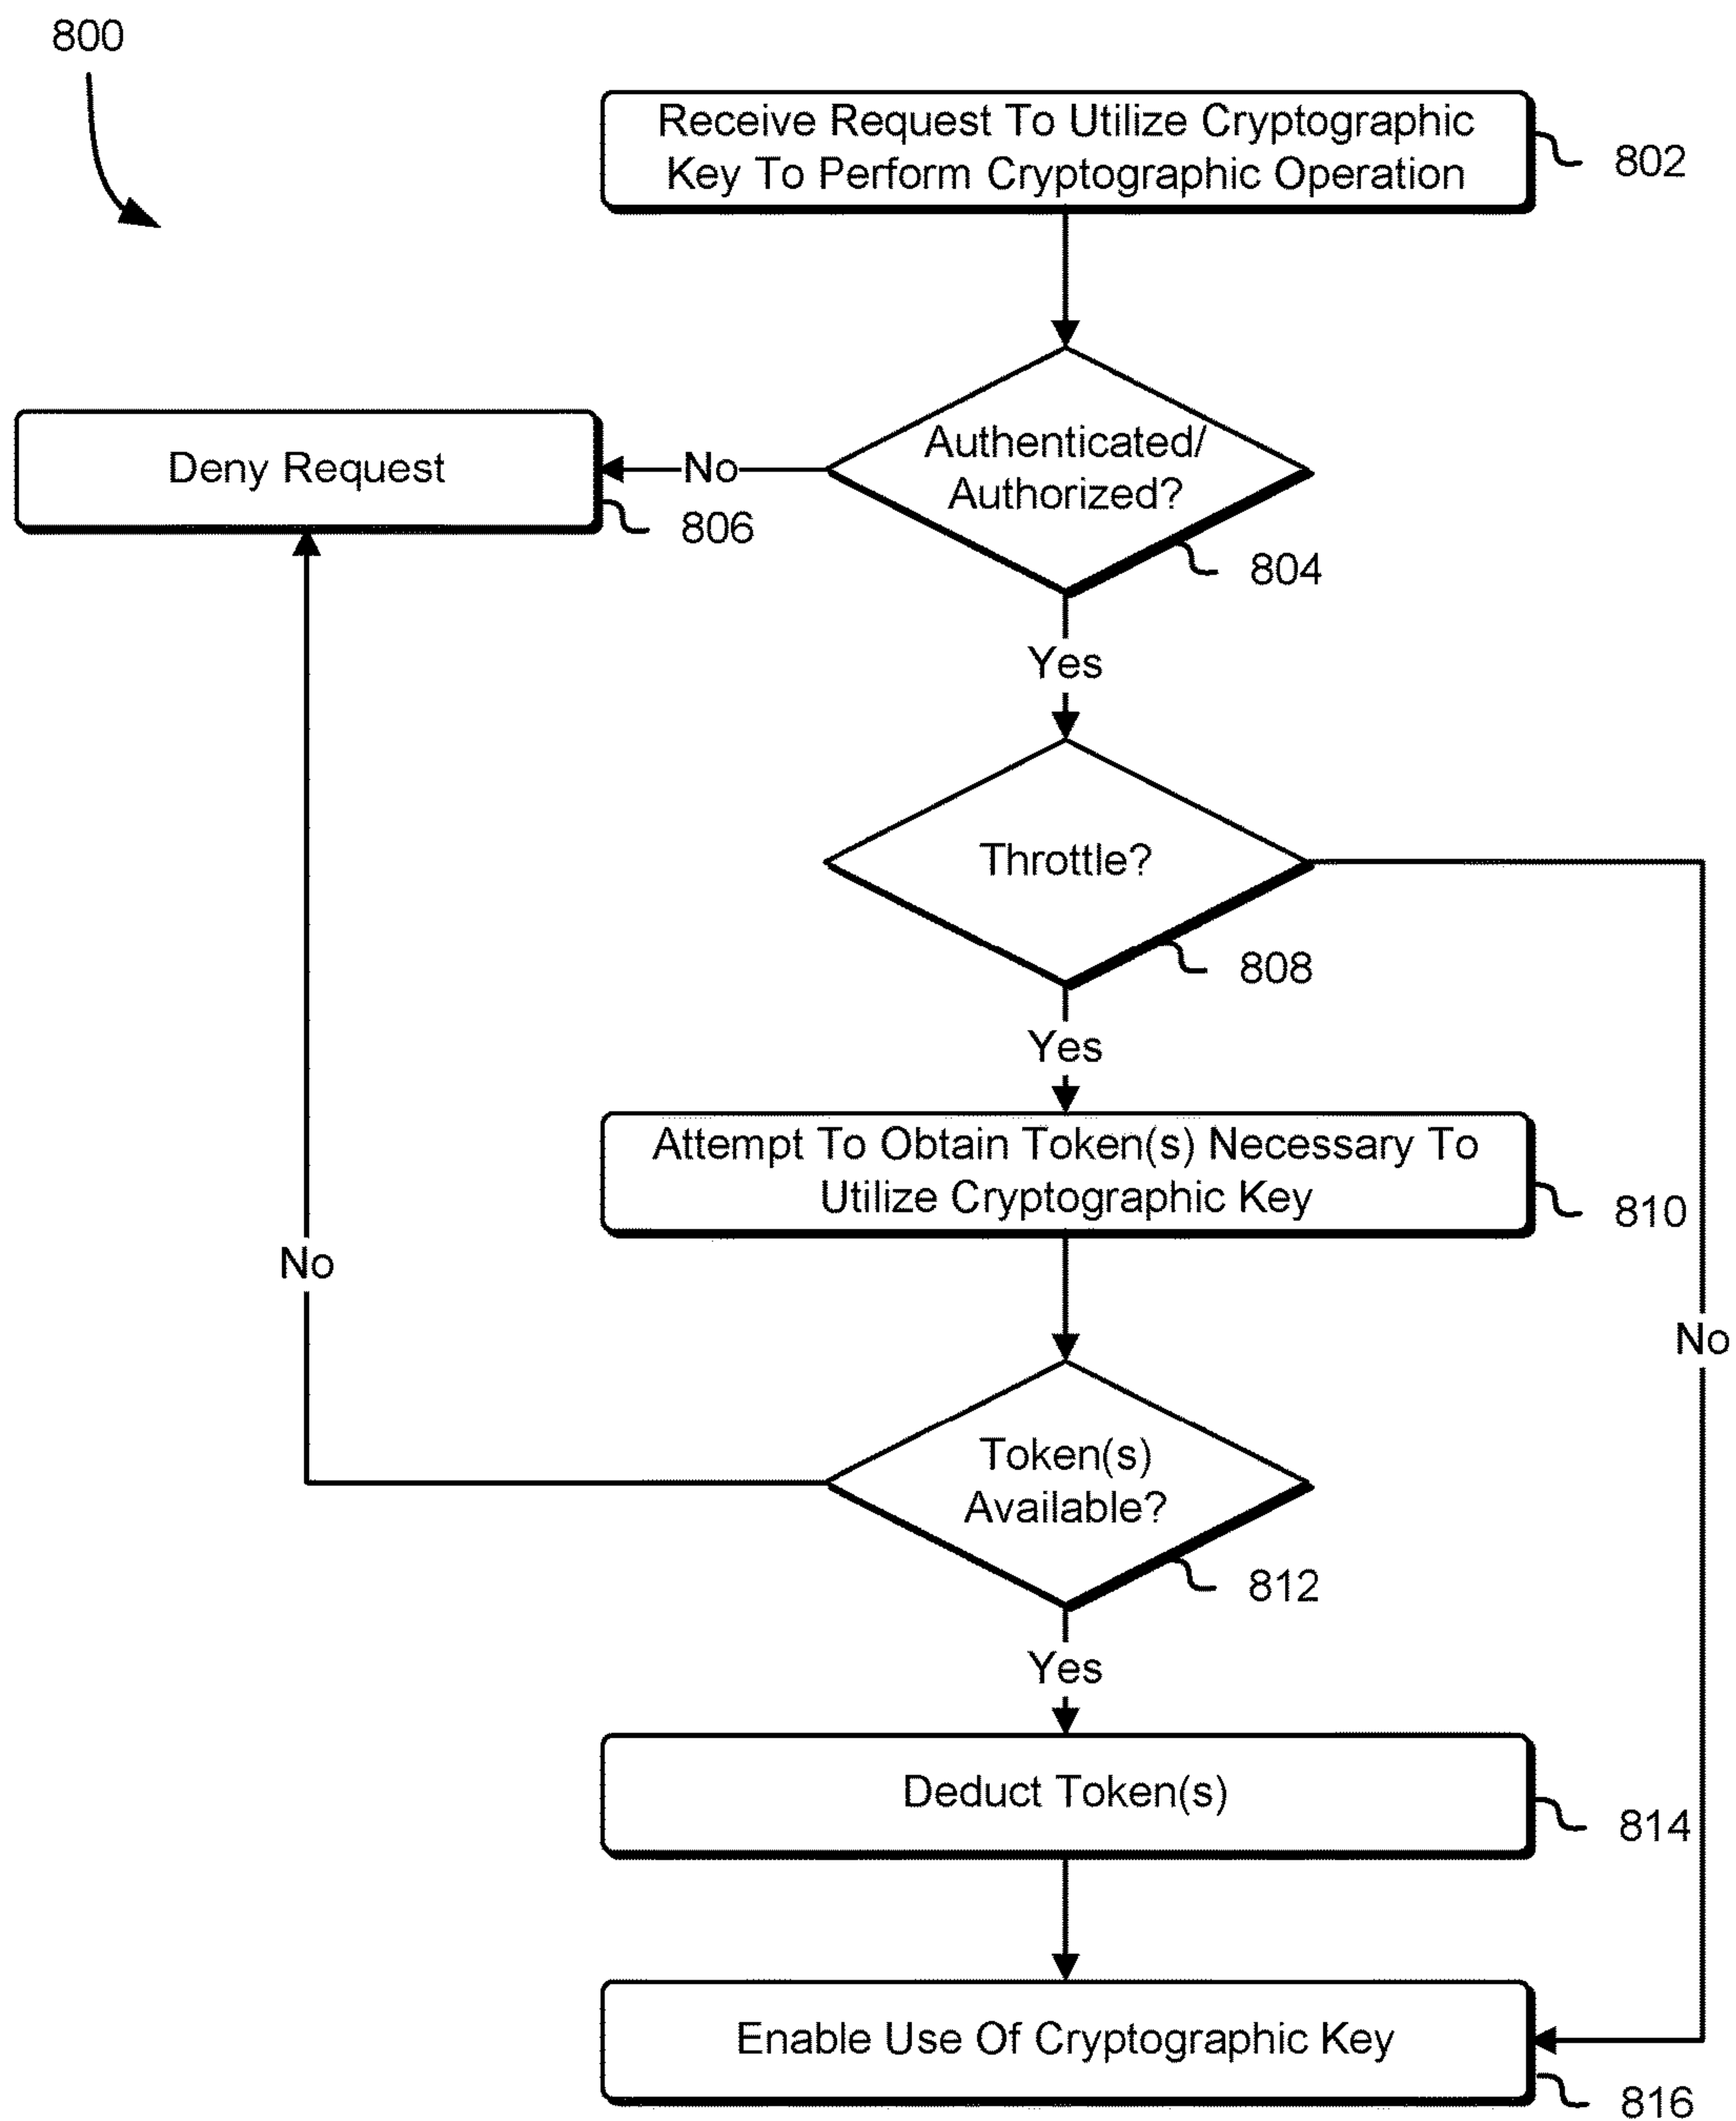 800
Receive Request To Utilize Cryptographic
Key To Perform Cryptographic Operation
802
Authenticated/
Authorized?
804
No
Deny Request
806
Yes
Throttle?
808
Yes
Attempt To Obtain Token(s) Necessary To
Utilize Cryptographic Key
810
No
No
Token(s)
Available?
812
Yes
Deduct Token(s)
814
Enable Use Of Cryptographic Key
816